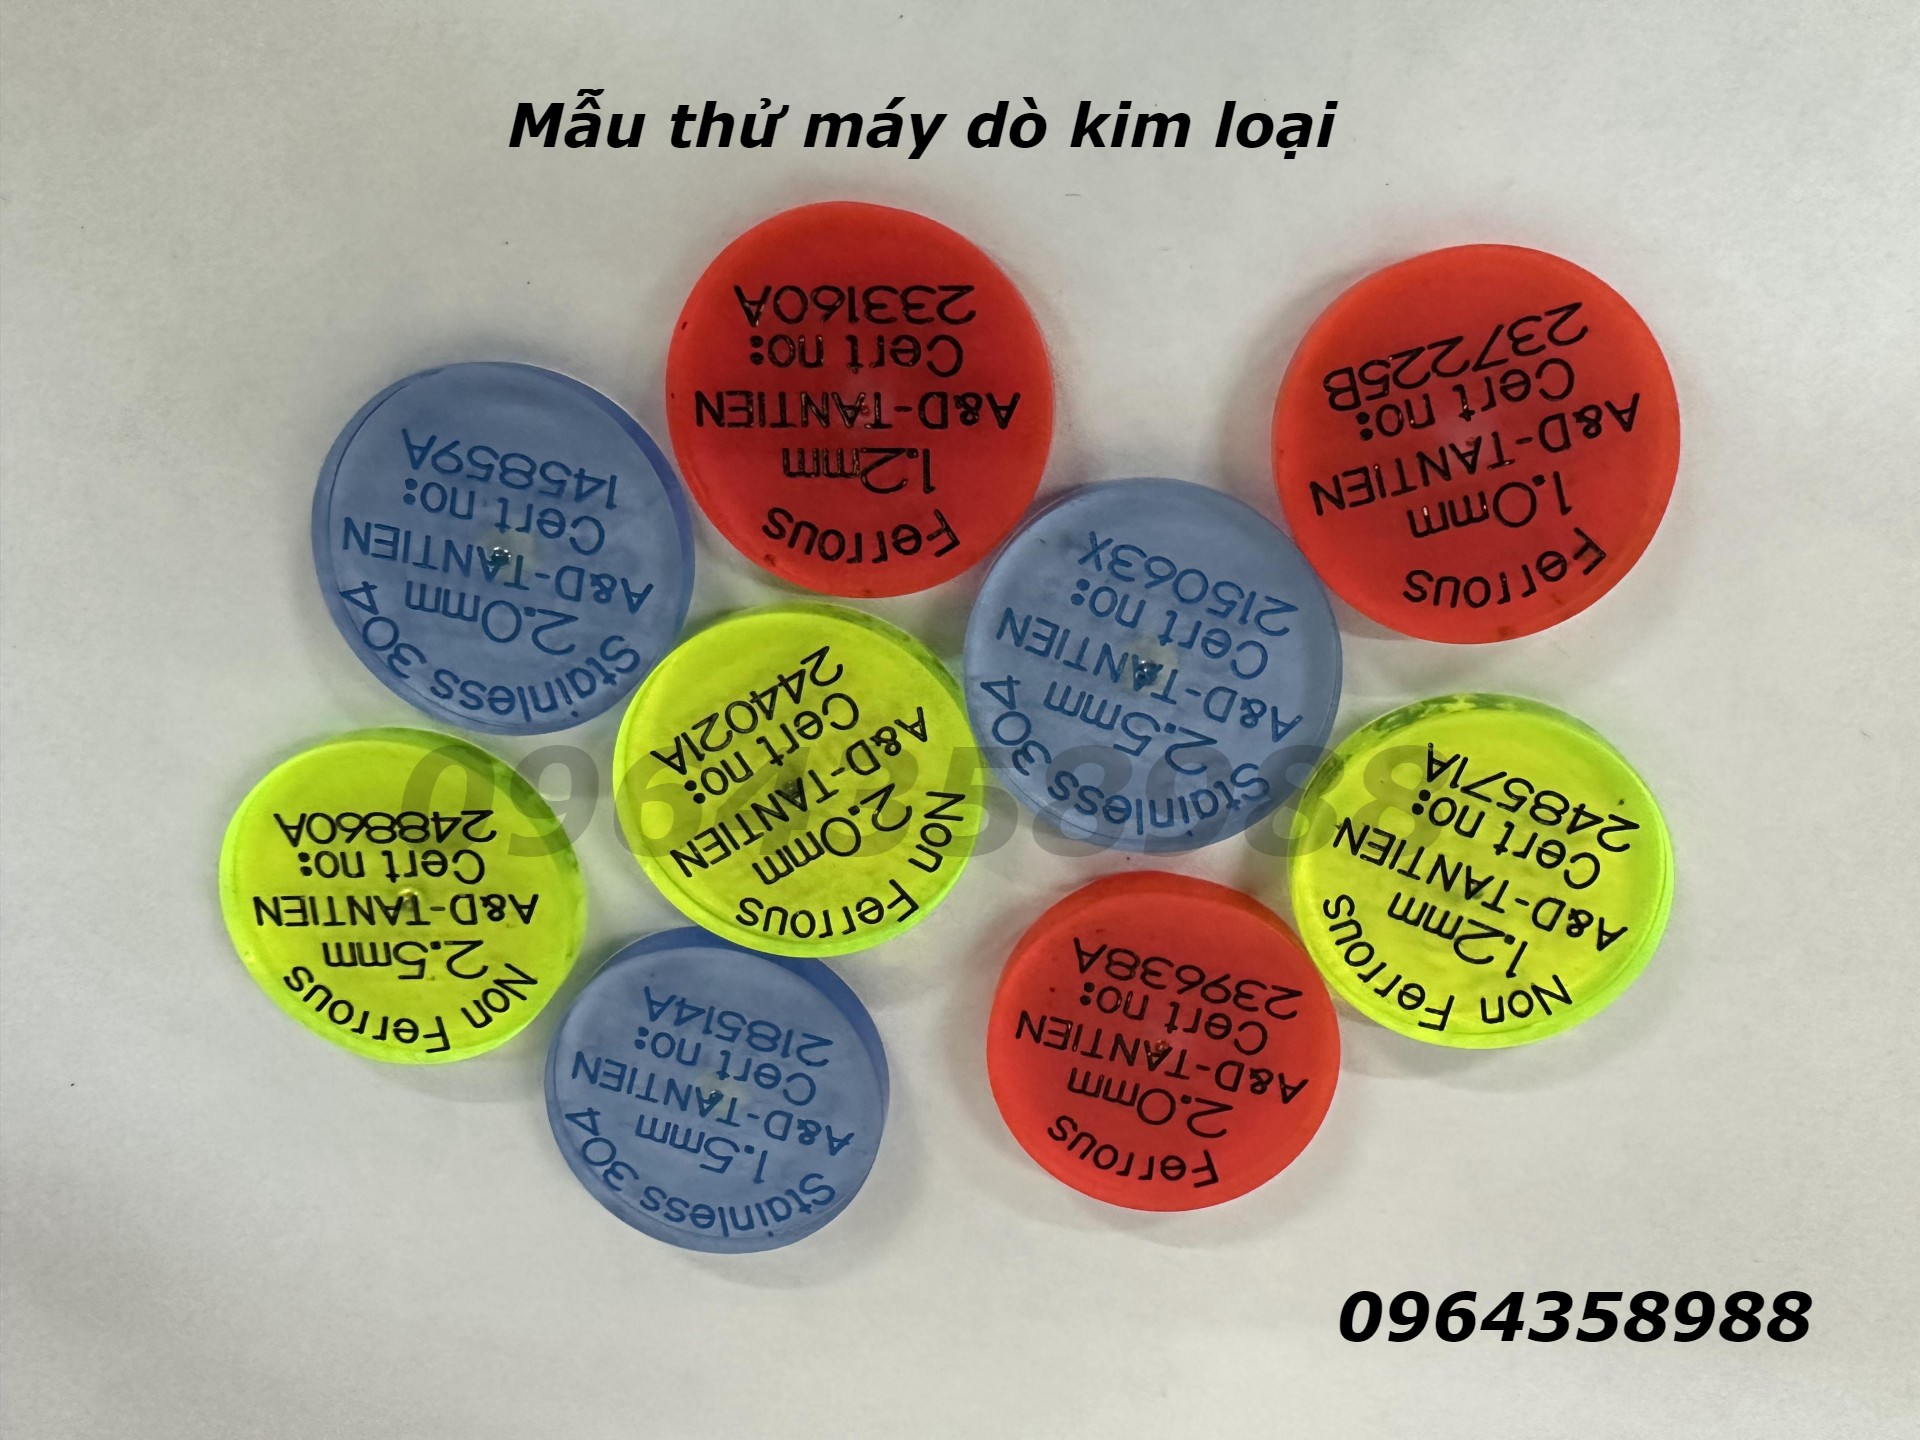 Mẫu thử máy dò kim loại
Ferrous
1.2mm
A&D-TANTIEN
Cert no:
233160A
Ferrous
1.0mm
A&D-TANTIEN
Cert no:
237225B
Stainless 304
2.0mm
A&D-TANTIEN
Cert no:
145859A
Stainless 304
2.5mm
A&D-TANTIEN
Cert no:
215063X
Non Ferrous
2.0mm
A&D-TANTIEN
Cert no:
244021A
Non Ferrous
1.2mm
A&D-TANTIEN
Cert no:
248571A
Non Ferrous
2.5mm
A&D-TANTIEN
Cert no:
248860A
Stainless 304
1.5mm
A&D-TANTIEN
Cert no:
218514A
Ferrous
2.0mm
A&D-TANTIEN
Cert no:
239638A
0964358988
0964358988